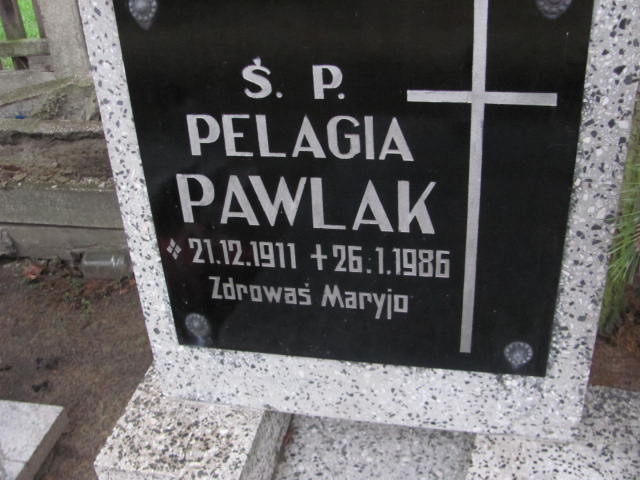 Ś. P.
PELAGIA
PAWLAK
21.12.1911 +26.1.1986
Zdrowaś Maryjo